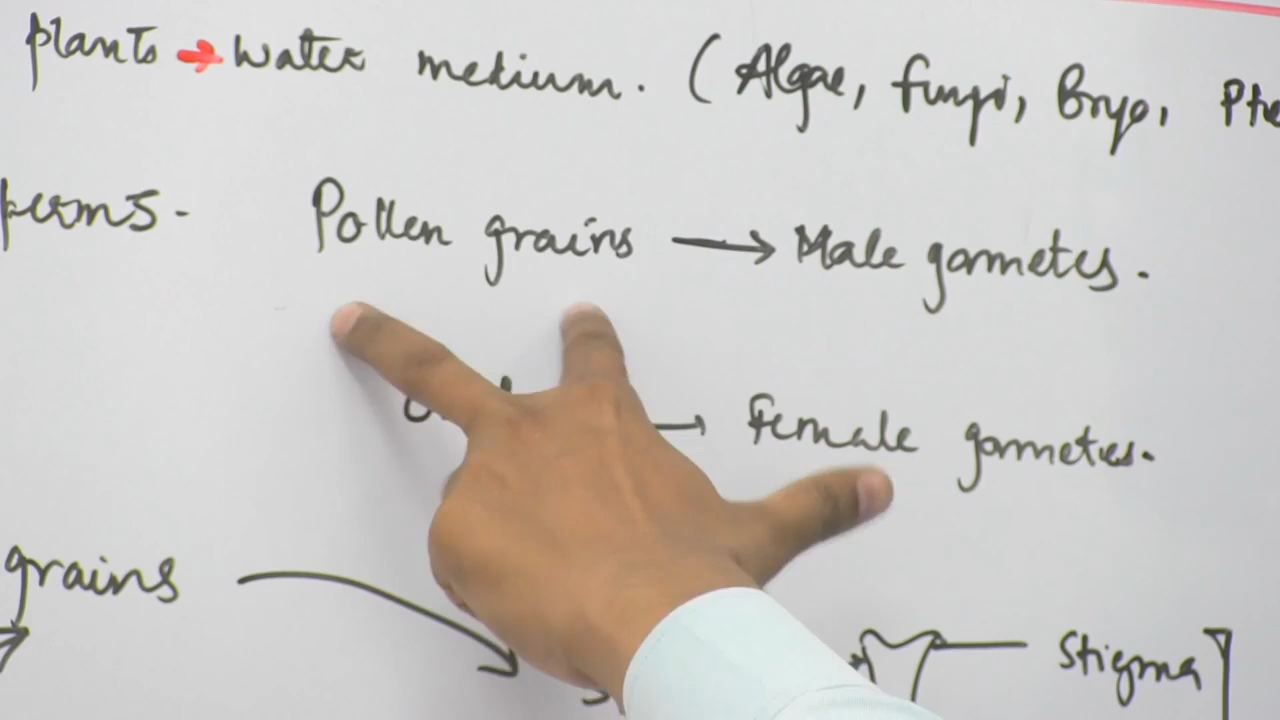 plants → water medium. (Algae, fungi, Bryo, Pte
perms. Pollen grains → Male gametes.
→ Female gametes.
grains
Stigma